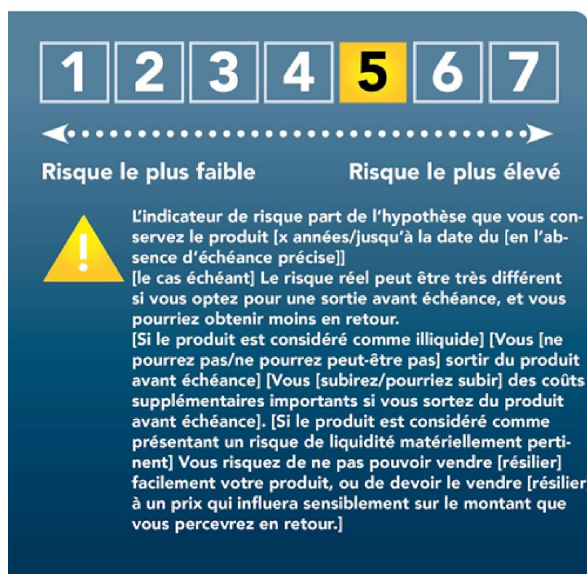 1 2 3 4 5 6 7
Risque le plus faible Risque le plus élevé
!
L'indicateur de risque part de l'hypothèse que vous con-
servez le produit [x années/jusqu'à la date du [en l'ab-
sence d'échéance précise]]
[le cas échéant] Le risque réel peut être très différent
si vous optez pour une sortie avant échéance, et vous
pourriez obtenir moins en retour.
[Si le produit est considéré comme illiquide] [Vous [ne
pourrez pas/ne pourrez peut-être pas] sortir du produit
avant échéance] [Vous [subirez/pourriez subir] des coûts
supplémentaires importants si vous sortez du produit
avant échéance]. [Si le produit est considéré comme
présentant un risque de liquidité matériellement perti-
nent] Vous risquez de ne pas pouvoir vendre [résilier]
facilement votre produit, ou de devoir le vendre [résilier
à un prix qui influera sensiblement sur le montant que
vous percevrez en retour.]